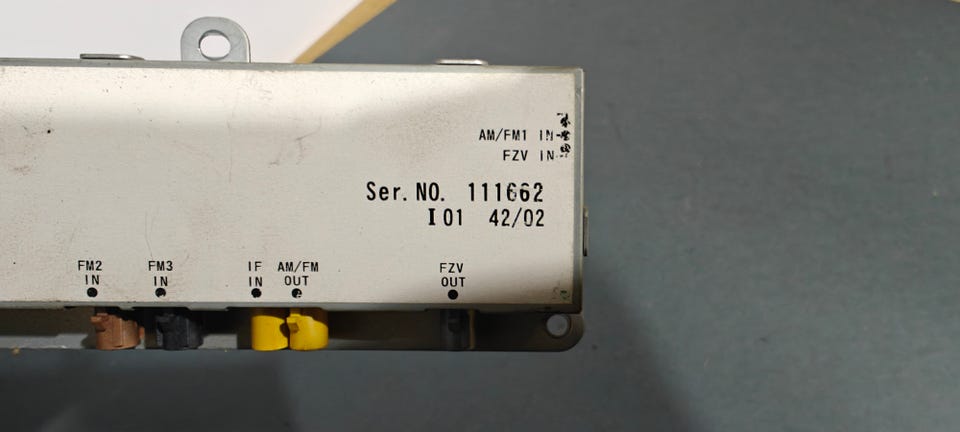 AM/FM1 IN
FZV IN
Ser. NO. 111662
I 01 42/02
FM2 IN
FM3 IN
IF IN
AM/FM OUT
FZV OUT